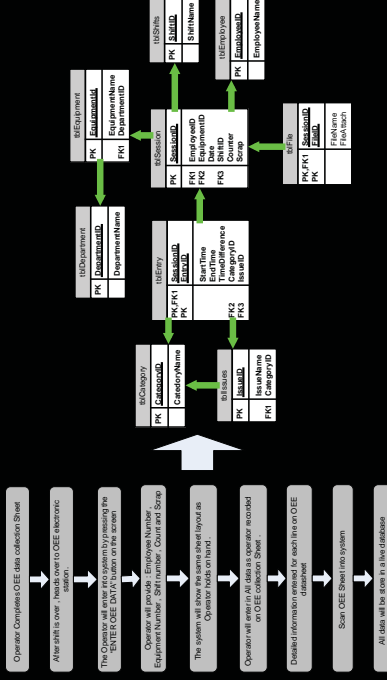 Operator Completes OEE data collection Sheet
After shift is over , heads over to OEE electronic
station .
The Operator will enter into system by pressing the
"ENTER OEE DATA" button on the screen
Operator will provide : Employee Number ,
Equipment Number , Shift number , Count and Scrap
The system will show the same sheet layout as
Operator holds on hand .
Operator will enter in All data as operator recorded
on OEE collection Sheet .
Detailed information entered for each line on OEE
datasheet
Scan OEE Sheet into system
All data will be store in a live database
tblCategory
PK CategoryID
CatedoryName
tblIssues
PK IssueID
IssueName
FK1 CategoryID
tblEntry
PK,FK1 SessionID
PK EntryID
StartTime
EndTime
TimeDifference
FK2 CategoryID
FK3 IssueID
tblDepartment
PK DepartmentID
DepartmentName
tblEquipment
PK EquipmentId
EquipmentName
FK1 DepartmentID
tblSession
PK SessionID
FK1 EmployeeID
FK2 EquipmentID
Date
FK3 ShiftID
Counter
Scrap
tblFile
PK,FK1 SessionID
PK FileID
FileName
FileAttach
tblShifts
PK ShiftID
ShiftName
tblEmployee
PK EmployeeID
EmployeeName